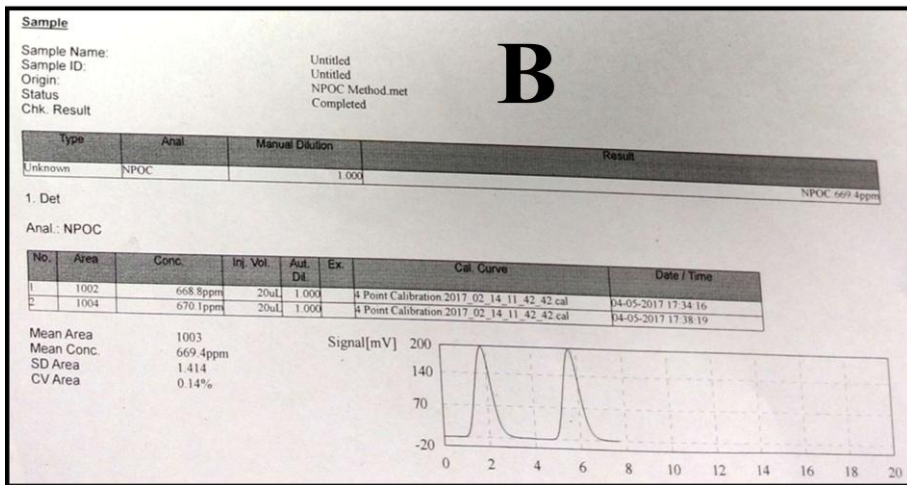 Sample
B
Sample Name: Untitled
Sample ID: Untitled
Origin: NPOC Method.met
Status Completed
Chk. Result
Type Anal. Manual Dilution Result
Unknown NPOC 1.000 NPOC:669.4ppm
1. Det
Anal.: NPOC
No. Area Conc. Inj. Vol. Aut. Dil. Ex. Cal. Curve Date / Time
1 1002 668.8ppm 20uL 1.000 4 Point Calibration.2017_02_14_11_42_42.cal 04-05-2017 17:34:16
2 1004 670.1ppm 20uL 1.000 4 Point Calibration.2017_02_14_11_42_42.cal 04-05-2017 17:38:19
Mean Area 1003
Mean Conc. 669.4ppm
SD Area 1.414
CV Area 0.14%
Signal[mV] 200
140
70
-20
0 2 4 6 8 10 12 14 16 18 20